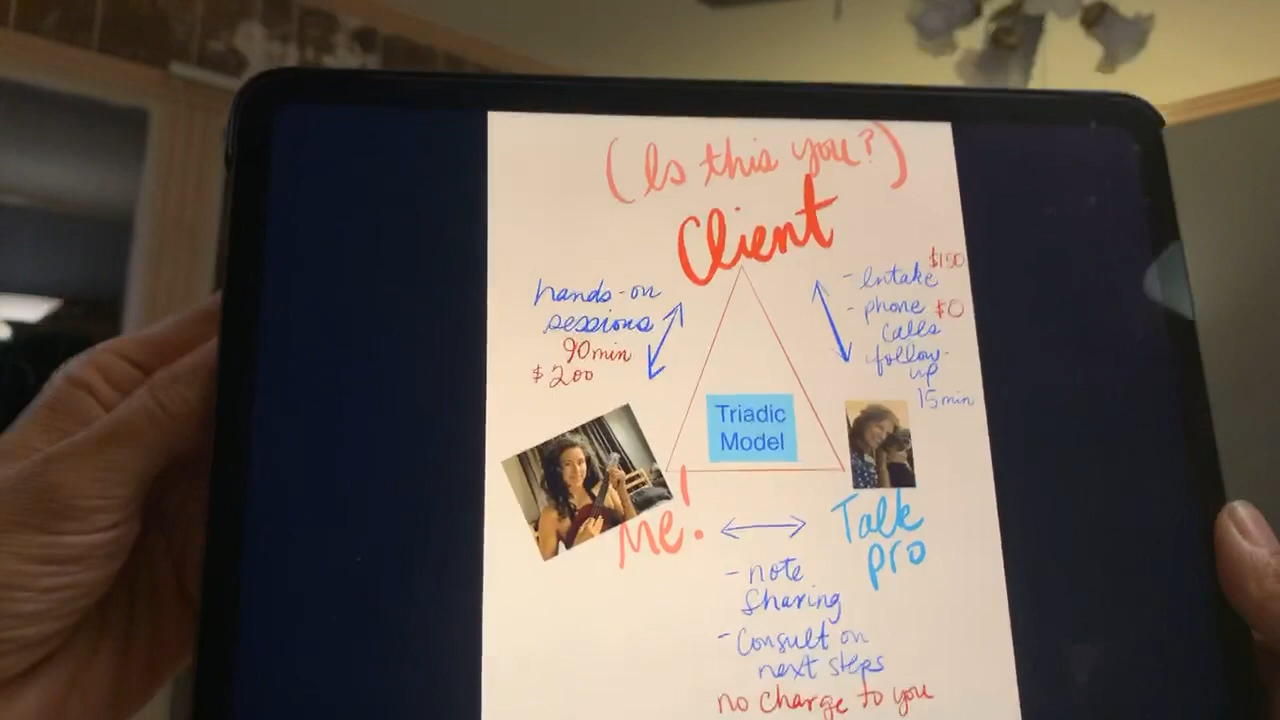 (Is this you?)
Client
hands-on
sessions
90min
$200
- Intake $150
- phone $0
calls
follow-
up
15min
Triadic
Model
Me!
Talk
pro
- note
sharing
- Consult on
next steps
no charge to you